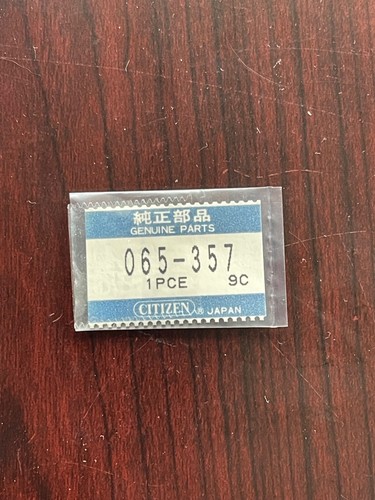 純正部品
GENUINE PARTS
065-357
1PCE 9C
CITIZEN® JAPAN